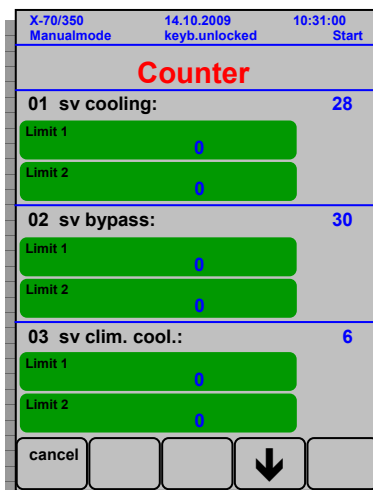 X-70/350 14.10.2009 10:31:00
Manualmode keyb.unlocked Start
Counter
01 sv cooling: 28
Limit 1
0
Limit 2
0
02 sv bypass: 30
Limit 1
0
Limit 2
0
03 sv clim. cool.: 6
Limit 1
0
Limit 2
0
cancel